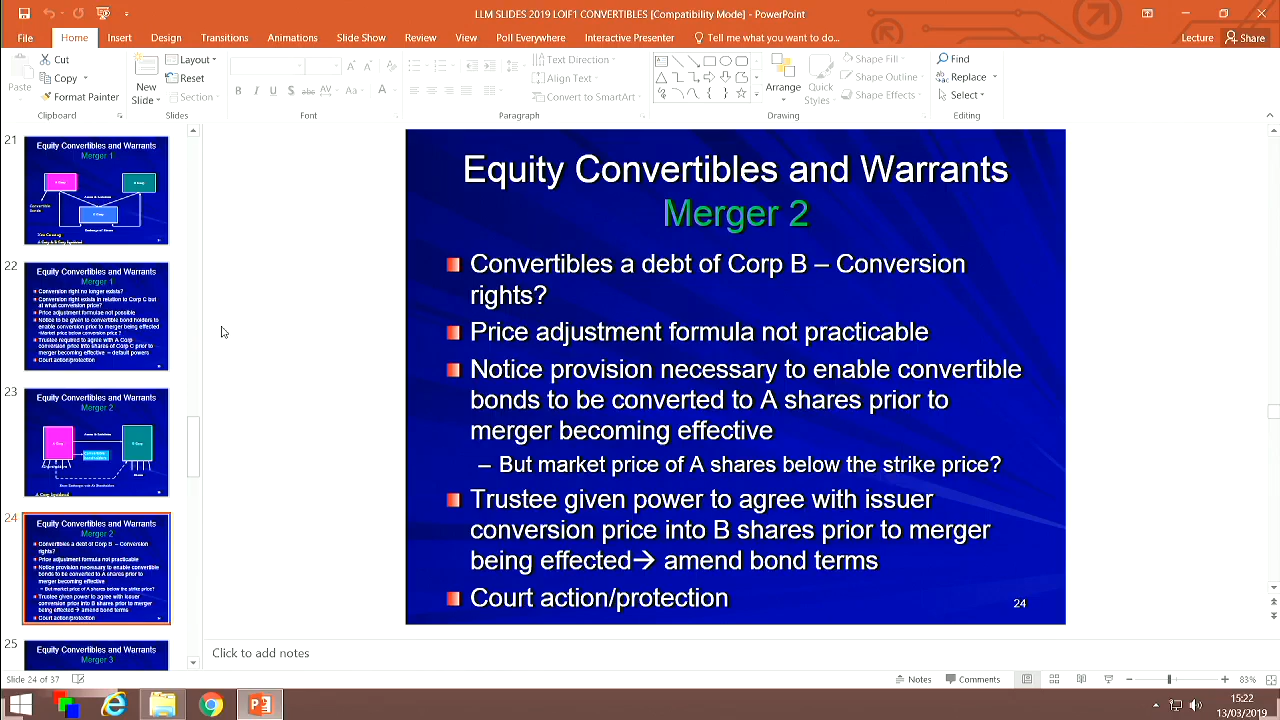 LLM SLIDES 2019 LOIF1 CONVERTIBLES [Compatibility Mode] - PowerPoint
File Home Insert Design Transitions Animations Slide Show Review View Poll Everywhere Interactive Presenter Tell me what you want to do... Lecture Share
Paste
Cut
Copy
Format Painter
Clipboard
New
Slide
Layout
Reset
Section
Slides
Font
Text Direction
Align Text
Convert to SmartArt
Paragraph
Arrange
Quick
Styles
Shape Fill
Shape Outline
Shape Effects
Drawing
Find
Replace
Select
Editing
21
Equity Convertibles and Warrants
Merger 1
Convertible
Bonds
22
Equity Convertibles and Warrants
Merger 1
Conversion right no longer exists?
Conversion right exists in relation to Corp C but
at what conversion price?
Price adjustment formulae not possible
Notice to be given to convertible bond holders to
enable conversion prior to merger being effected
Market price below conversion price ?
Trustee required to agree with A Corp
conversion price into shares of Corp C prior to
merger becoming effective – default powers
Court action/protection
23
Equity Convertibles and Warrants
Merger 2
24
Equity Convertibles and Warrants
Merger 2
Convertibles a debt of Corp B – Conversion
rights?
Price adjustment formula not practicable
Notice provision necessary to enable convertible
bonds to be converted to A shares prior to
merger becoming effective
But market price of A shares below the strike price?
Trustee given power to agree with issuer
conversion price into B shares prior to merger
being effected → amend bond terms
Court action/protection
25
Equity Convertibles and Warrants
Merger 3
Equity Convertibles and Warrants
Merger 2
Convertibles a debt of Corp B – Conversion
rights?
Price adjustment formula not practicable
Notice provision necessary to enable convertible
bonds to be converted to A shares prior to
merger becoming effective
– But market price of A shares below the strike price?
Trustee given power to agree with issuer
conversion price into B shares prior to merger
being effected→ amend bond terms
Court action/protection
24
Click to add notes
Slide 24 of 37
Notes
Comments
83%
15:22
13/03/2019